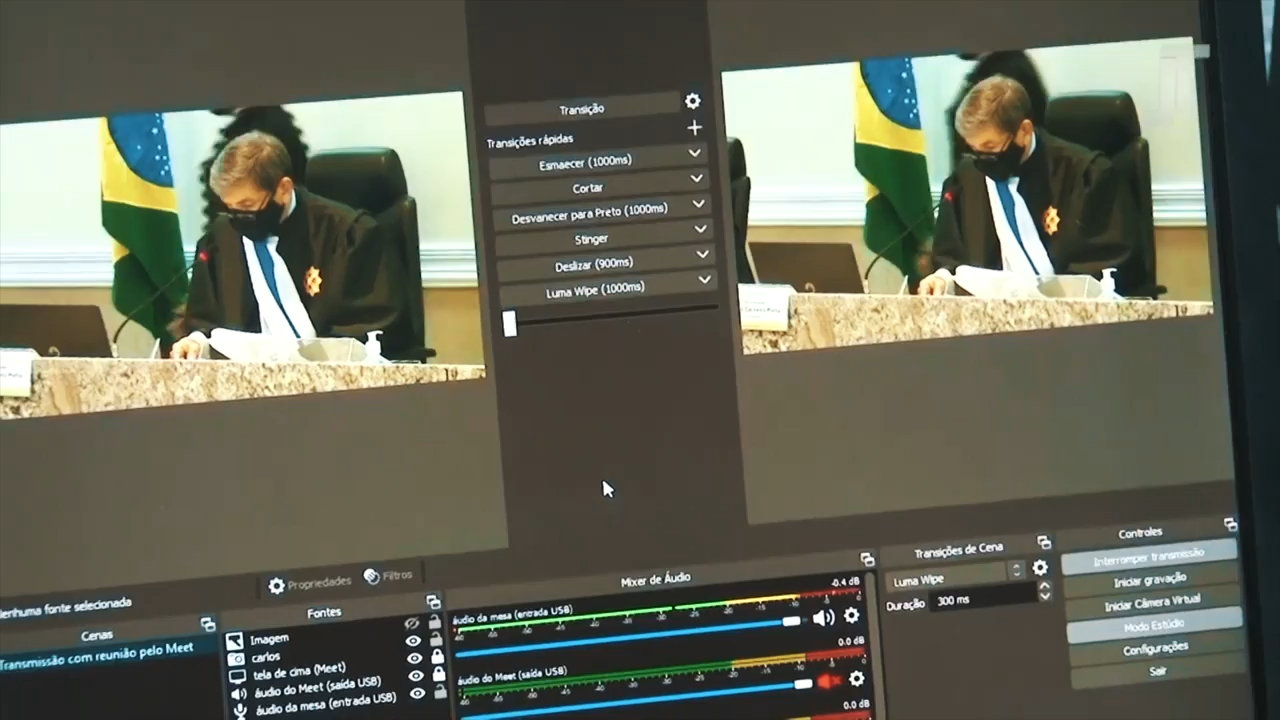 Transição
Transições rápidas
Esmaecer (1000ms)
Cortar
Desvanecer para Preto (1000ms)
Stinger
Deslizar (900ms)
Luma Wipe (1000ms)
nenhuma fonte selecionada
Propriedades
Filtros
Cenas
Transmissão com reunião pelo Meet
Fontes
Imagem
carlos
tela de cima (Meet)
áudio do Meet (saída USB)
áudio da mesa (entrada USB)
Mixer de Áudio
áudio da mesa (entrada USB)
-0.4 dB
áudio do Meet (saída USB)
0.0 dB
0.0 dB
Transições de Cena
Luma Wipe
Duração 300 ms
Controles
Interromper transmissão
Iniciar gravação
Iniciar Câmera Virtual
Modo Estúdio
Configurações
Sair